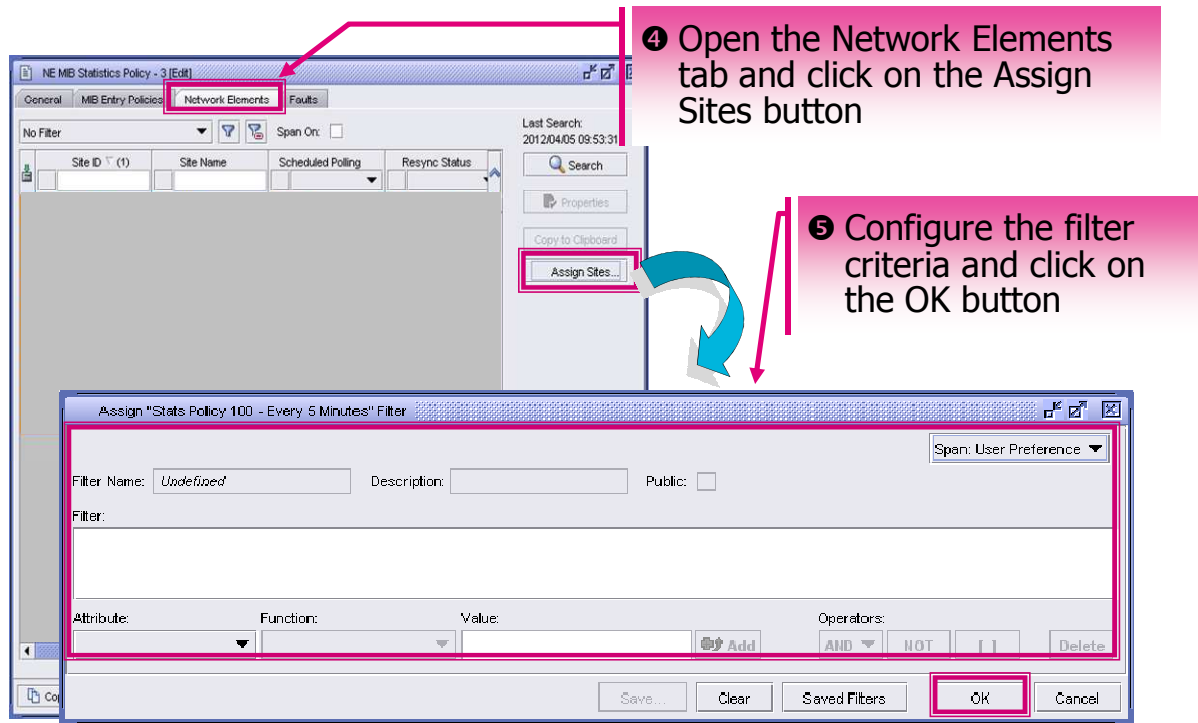 ❹ Open the Network Elements
tab and click on the Assign
Sites button
NE MIB Statistics Policy - 3 [Edit]
General MIB Entry Policies Network Elements Faults
No Filter Span On:
Last Search:
2012/04/05 09:53:31
Site ID (1) Site Name Scheduled Polling Resync Status
Search
Properties
Copy to Clipboard
Assign Sites...
❺ Configure the filter
criteria and click on
the OK button
Assign "Stats Policy 100 - Every 5 Minutes" Filter
Span: User Preference
Filter Name: Undefined Description: Public:
Filter:
Attribute: Function: Value: Operators:
Add AND NOT [ ] Delete
Save... Clear Saved Filters OK Cancel